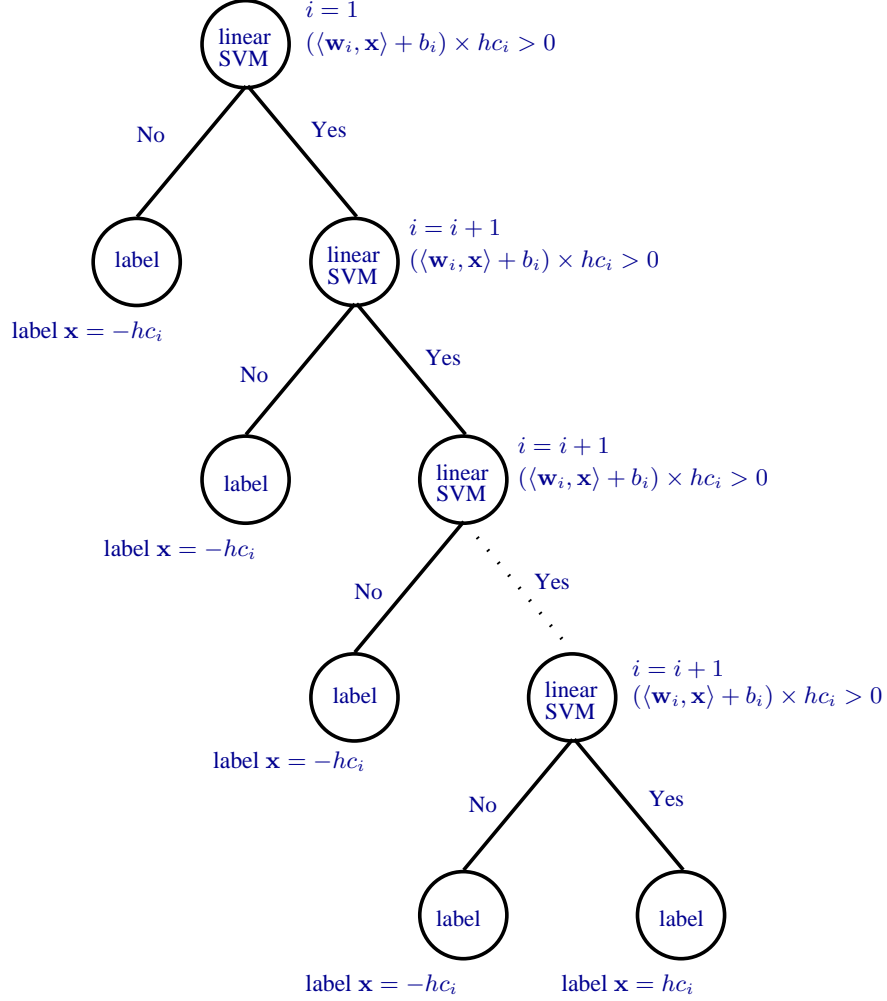 i = 1
linear
SVM
(⟨w_i, x⟩ + b_i) × hc_i > 0
No
Yes
label
label x = −hc_i
i = i + 1
linear
SVM
(⟨w_i, x⟩ + b_i) × hc_i > 0
No
Yes
label
label x = −hc_i
i = i + 1
linear
SVM
(⟨w_i, x⟩ + b_i) × hc_i > 0
No
Yes
label
label x = −hc_i
i = i + 1
linear
SVM
(⟨w_i, x⟩ + b_i) × hc_i > 0
No
Yes
label
label
label x = −hc_i
label x = hc_i